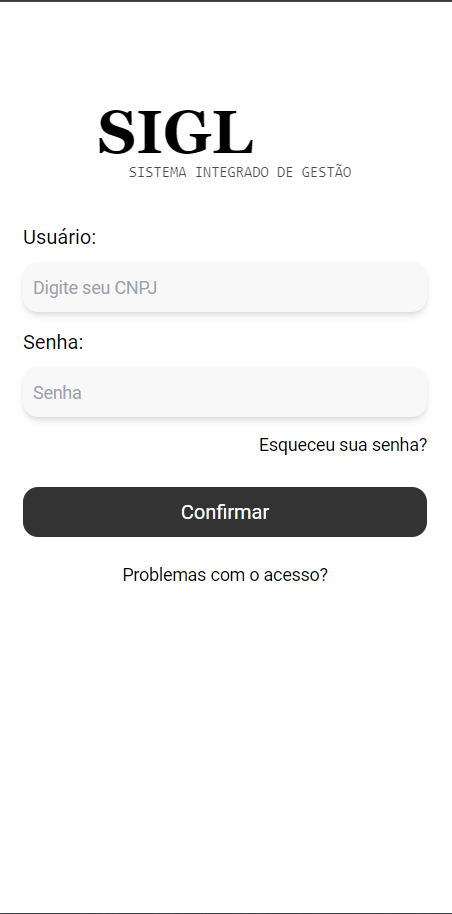 SIGL
SISTEMA INTEGRADO DE GESTÃO
Usuário:
Digite seu CNPJ
Senha:
Senha
Esqueceu sua senha?
Confirmar
Problemas com o acesso?